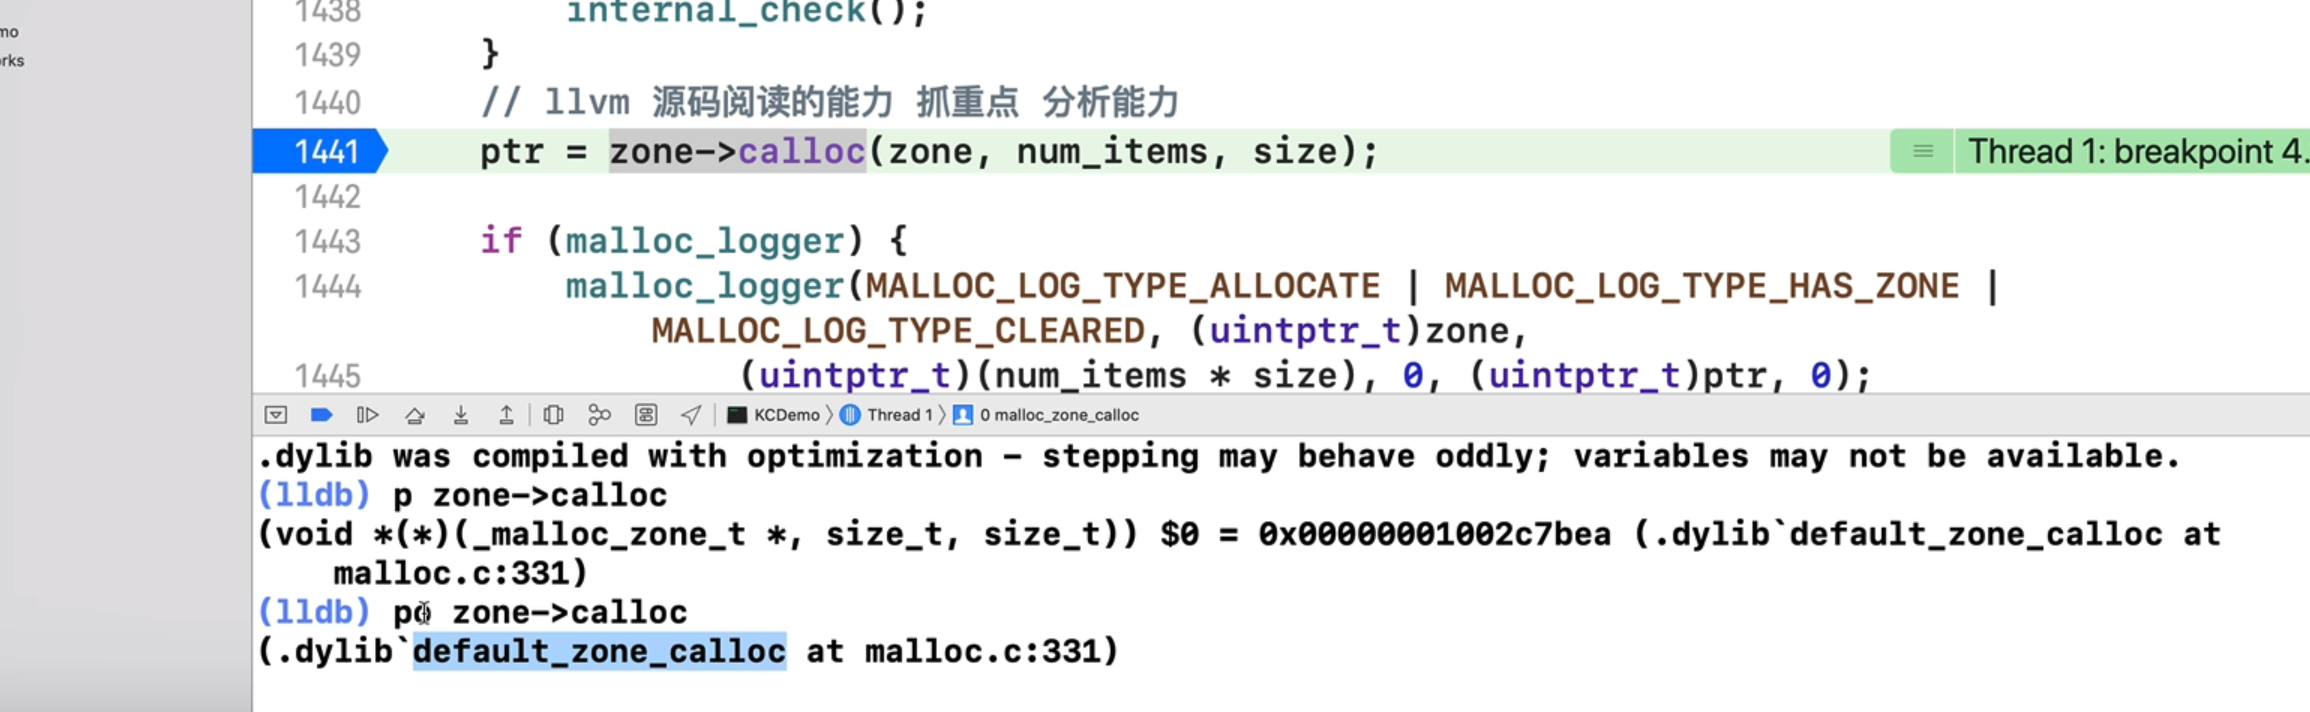 mo
orks
1438 internal_check();
1439 }
1440 // llvm 源码阅读的能力 抓重点 分析能力
1441 ptr = zone->calloc(zone, num_items, size); Thread 1: breakpoint 4.
1442
1443 if (malloc_logger) {
1444 malloc_logger(MALLOC_LOG_TYPE_ALLOCATE | MALLOC_LOG_TYPE_HAS_ZONE |
MALLOC_LOG_TYPE_CLEARED, (uintptr_t)zone,
1445 (uintptr_t)(num_items * size), 0, (uintptr_t)ptr, 0);
KCDemo Thread 1 0 malloc_zone_calloc
.dylib was compiled with optimization - stepping may behave oddly; variables may not be available.
(lldb) p zone->calloc
(void *(*)(_malloc_zone_t *, size_t, size_t)) $0 = 0x00000001002c7bea (.dylib`default_zone_calloc at
malloc.c:331)
(lldb) po zone->calloc
(.dylib`default_zone_calloc at malloc.c:331)